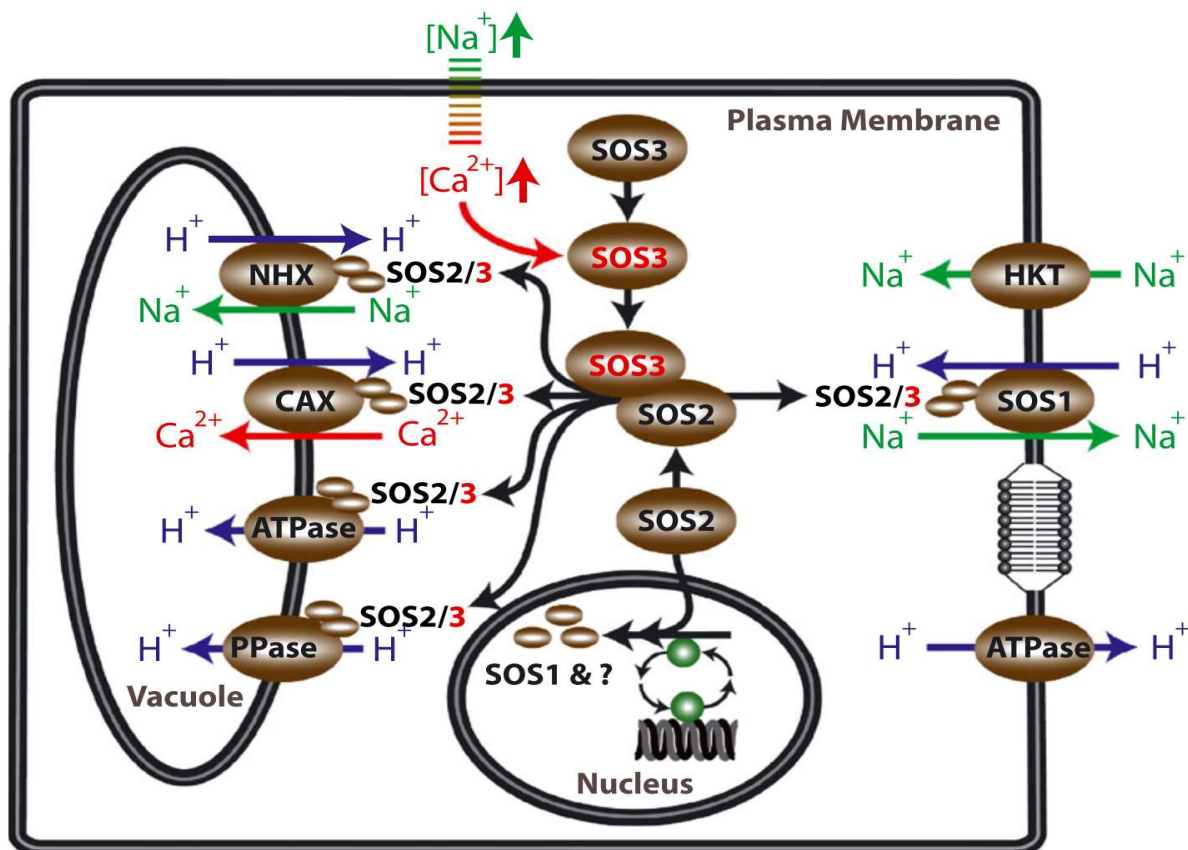 [Na⁺]
Plasma Membrane
SOS3
[Ca²⁺]
H⁺ H⁺
SOS3
NHX SOS2/3
Na⁺ HKT Na⁺
Na⁺ Na⁺
H⁺ H⁺
SOS3
H⁺ H⁺
CAX SOS2/3
SOS2
SOS2/3 SOS1
Ca²⁺ Ca²⁺
Na⁺ Na⁺
SOS2/3
H⁺ ATPase H⁺
SOS2
SOS2/3
H⁺ PPase H⁺
SOS1 & ?
H⁺ ATPase H⁺
Vacuole
Nucleus